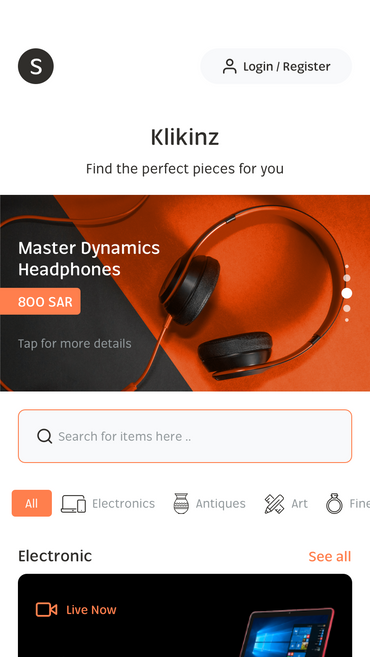 S
Login / Register
Klikinz
Find the perfect pieces for you
Master Dynamics
Headphones
800 SAR
Tap for more details
Search for items here ..
All
Electronics
Antiques
Art
Fine
Electronic
See all
Live Now